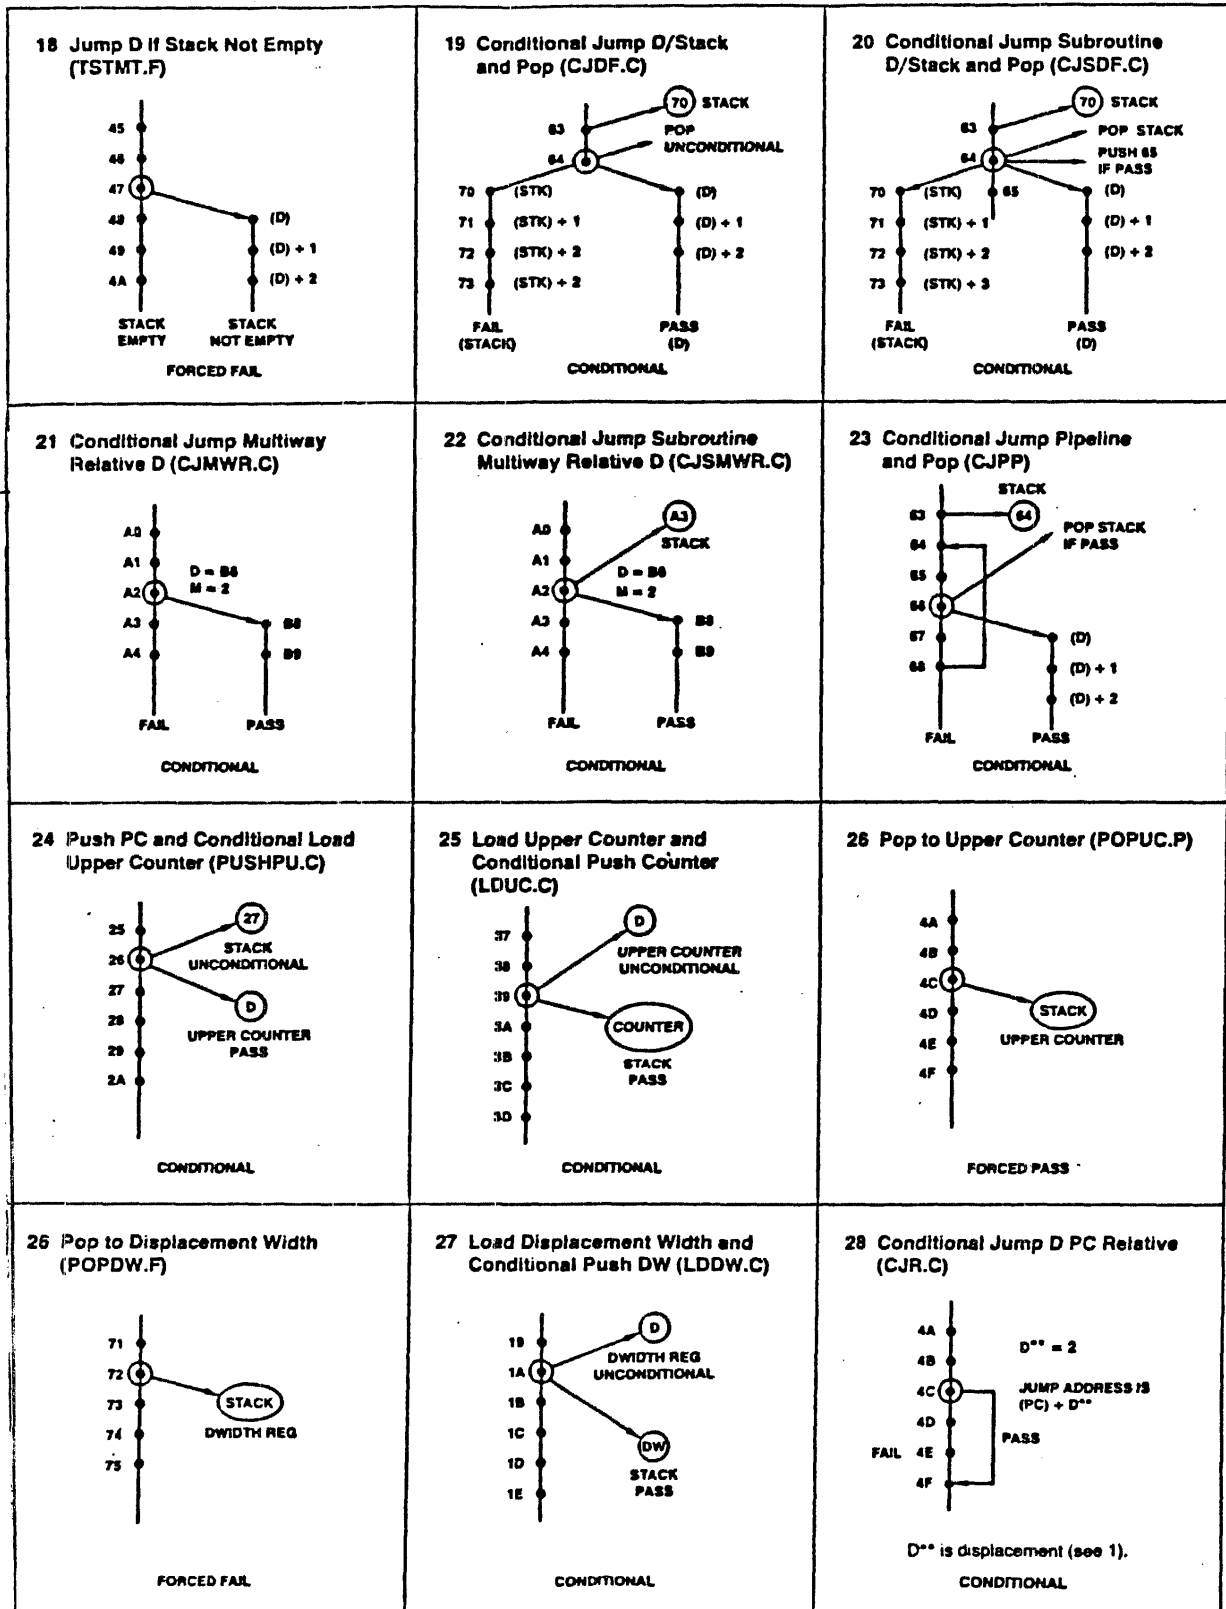 18 Jump D If Stack Not Empty
(TSTMT.F)
45
46
47
48
49
4A
(D)
(D) + 1
(D) + 2
STACK
EMPTY
STACK
NOT EMPTY
FORCED FAIL
19 Conditional Jump D/Stack
and Pop (CJDF.C)
63
70 STACK
POP
UNCONDITIONAL
64
70 (STK) (D)
71 (STK) + 1 (D) + 1
72 (STK) + 2 (D) + 2
73 (STK) + 2
FAIL
(STACK)
PASS
(D)
CONDITIONAL
20 Conditional Jump Subroutine
D/Stack and Pop (CJSDF.C)
70 STACK
63
POP STACK
64
PUSH 65
IF PASS
70 (STK) 65 (D)
71 (STK) + 1 (D) + 1
72 (STK) + 2 (D) + 2
73 (STK) + 3
FAIL
(STACK)
PASS
(D)
CONDITIONAL
21 Conditional Jump Multiway
Relative D (CJMWR.C)
A0
A1
D = B6
A2 M = 2
A3 B8
A4 B9
FAIL PASS
CONDITIONAL
22 Conditional Jump Subroutine
Multiway Relative D (CJSMWR.C)
A0
A3
STACK
A1
D = B6
A2 M = 2
A3 B8
A4 B9
FAIL PASS
CONDITIONAL
23 Conditional Jump Pipeline
and Pop (CJPP)
STACK
63 64
POP STACK
IF PASS
64
65
66
67 (D)
68 (D) + 1
(D) + 2
FAIL PASS
CONDITIONAL
24 Push PC and Conditional Load
Upper Counter (PUSHPU.C)
25
27
STACK
UNCONDITIONAL
26
27
D
28
UPPER COUNTER
PASS
29
2A
CONDITIONAL
25 Load Upper Counter and
Conditional Push Counter
(LDUC.C)
37
D
UPPER COUNTER
UNCONDITIONAL
38
39
3A COUNTER
3B
STACK
PASS
3C
3D
CONDITIONAL
26 Pop to Upper Counter (POPUC.P)
4A
4B
4C
4D STACK
UPPER COUNTER
4E
4F
FORCED PASS
26 Pop to Displacement Width
(POPDW.F)
71
72
73 STACK
DWIDTH REG
74
75
FORCED FAIL
27 Load Displacement Width and
Conditional Push DW (LDDW.C)
19
D
DWIDTH REG
UNCONDITIONAL
1A
1B
1C
DW
1D
STACK
PASS
1E
CONDITIONAL
28 Conditional Jump D PC Relative
(CJR.C)
4A
D** = 2
4B
4C
JUMP ADDRESS IS
(PC) + D**
4D
PASS
FAIL 4E
4F
D** is displacement (see 1).
CONDITIONAL